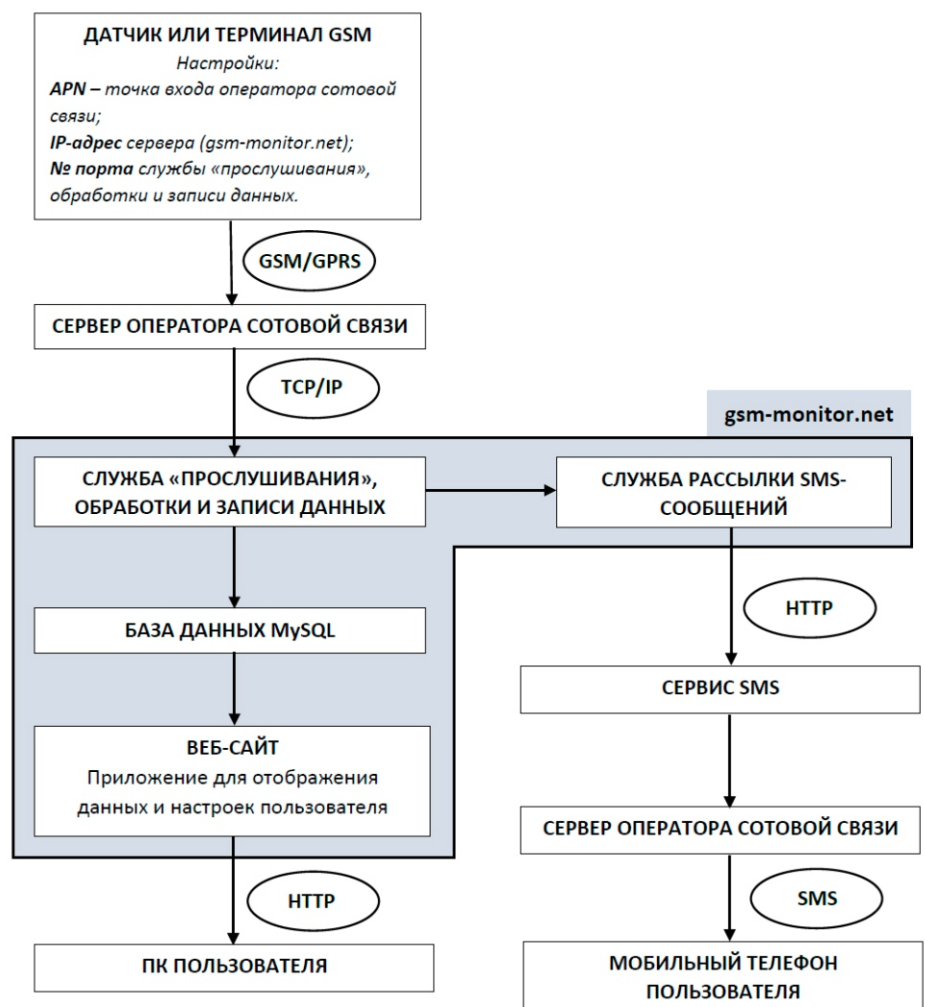 ДАТЧИК ИЛИ ТЕРМИНАЛ GSM
Настройки:
APN – точка входа оператора сотовой
связи;
IP-адрес сервера (gsm-monitor.net);
№ порта службы «прослушивания»,
обработки и записи данных.
GSM/GPRS
СЕРВЕР ОПЕРАТОРА СОТОВОЙ СВЯЗИ
TCP/IP
gsm-monitor.net
СЛУЖБА «ПРОСЛУШИВАНИЯ»,
ОБРАБОТКИ И ЗАПИСИ ДАННЫХ
СЛУЖБА РАССЫЛКИ SMS-
СООБЩЕНИЙ
БАЗА ДАННЫХ MySQL
ВЕБ-САЙТ
Приложение для отображения
данных и настроек пользователя
HTTP
ПК ПОЛЬЗОВАТЕЛЯ
HTTP
СЕРВИС SMS
СЕРВЕР ОПЕРАТОРА СОТОВОЙ СВЯЗИ
SMS
МОБИЛЬНЫЙ ТЕЛЕФОН
ПОЛЬЗОВАТЕЛЯ